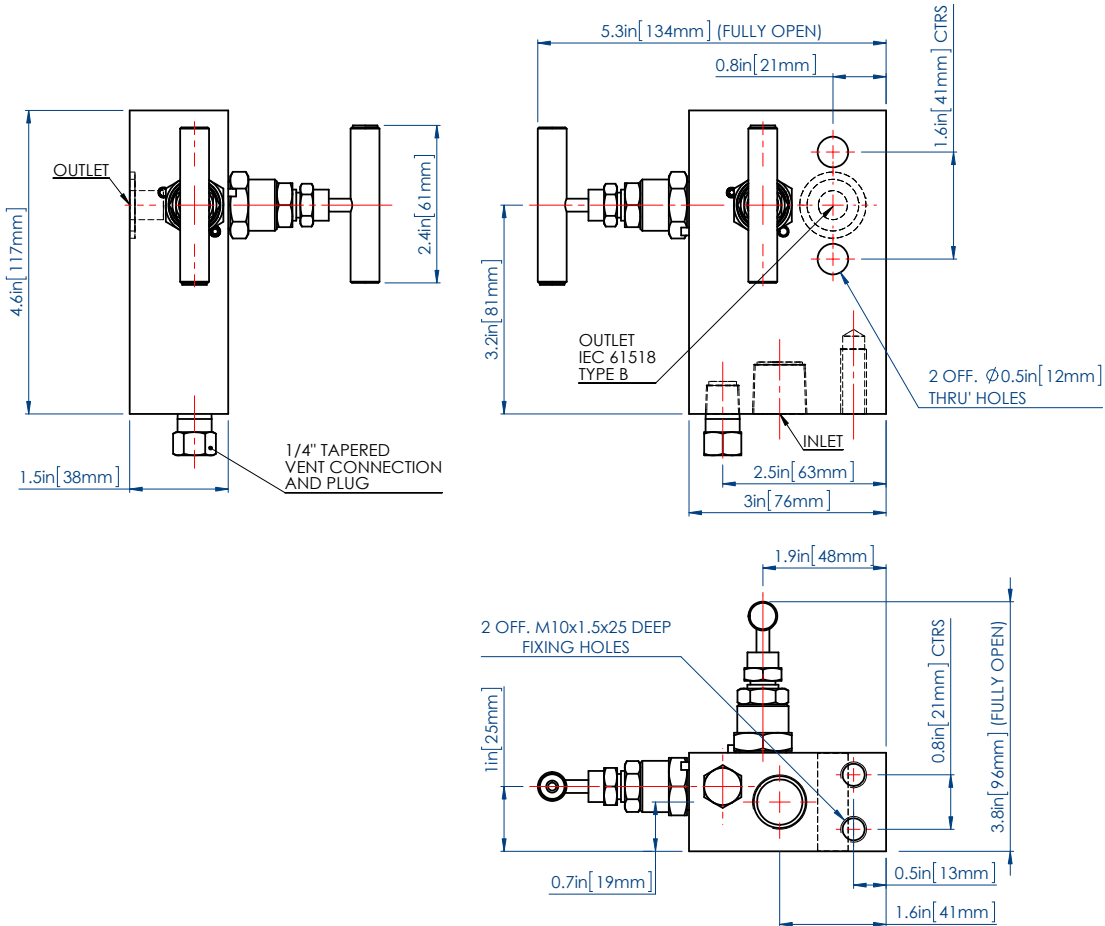 5.3in[134mm] (FULLY OPEN)
0.8in[21mm]
1.6in[41mm] CTRS
OUTLET
4.6in[117mm]
2.4in[61mm]
3.2in[81mm]
OUTLET
IEC 61518
TYPE B
2 OFF. Ø0.5in[12mm]
THRU' HOLES
INLET
1/4" TAPERED
VENT CONNECTION
AND PLUG
1.5in[38mm]
2.5in[63mm]
3in[76mm]
1.9in[48mm]
2 OFF. M10x1.5x25 DEEP
FIXING HOLES
1in[25mm]
0.8in[21mm] CTRS
3.8in[96mm] (FULLY OPEN)
0.7in[19mm]
0.5in[13mm]
1.6in[41mm]